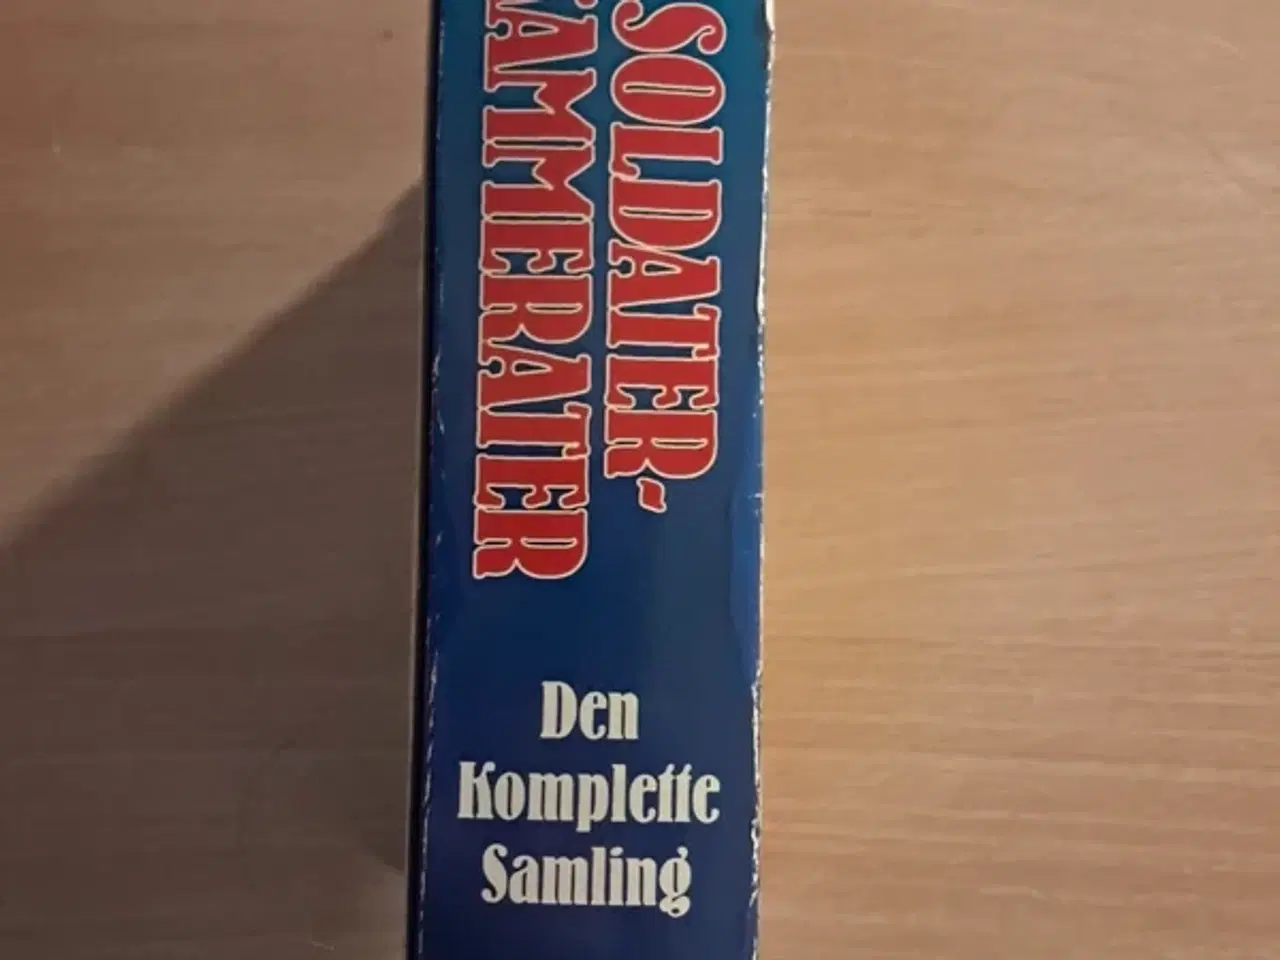 SOLDATER-
KAMMERATER
Den
Komplette
Samling